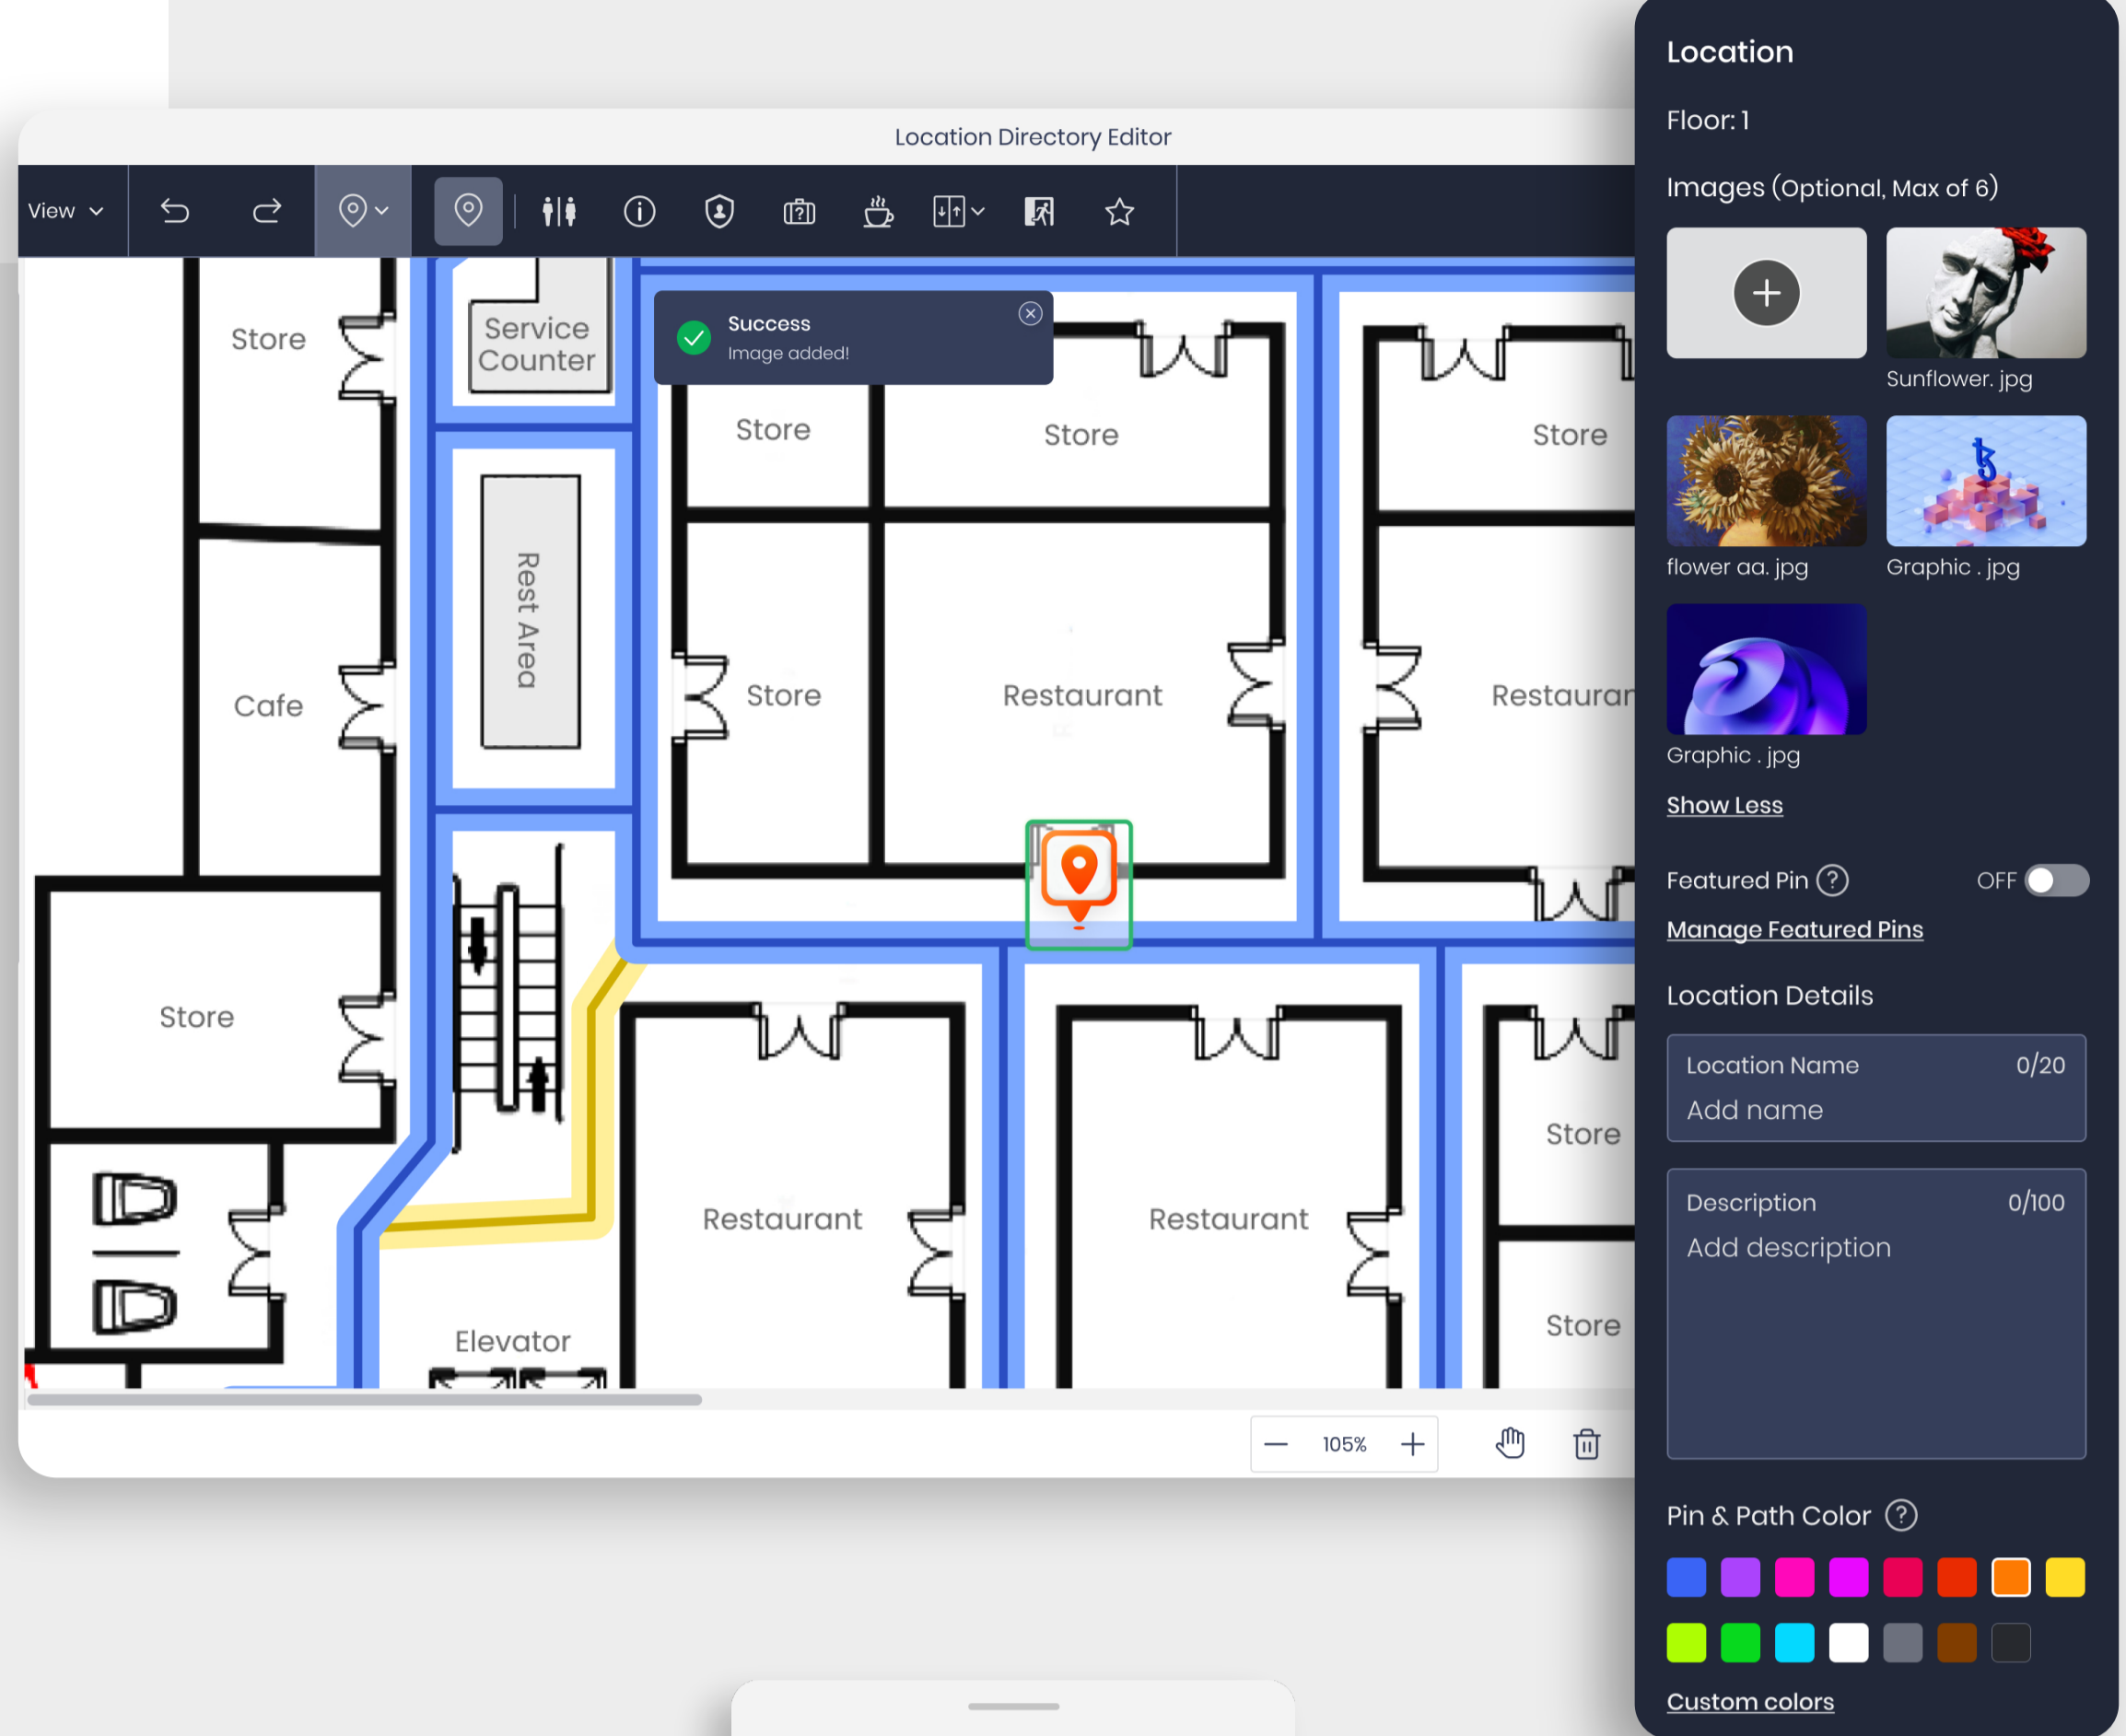 Location Directory Editor
View
Store
Service
Counter
Success
Image added!
Store
Store
Store
Rest Area
Cafe
Store
Restaurant
Restauran
Store
Restaurant
Restaurant
Store
Store
Elevator
105%
Location
Floor: 1
Images (Optional, Max of 6)
Sunflower. jpg
flower aa. jpg
Graphic . jpg
Graphic . jpg
Show Less
Featured Pin ?
OFF
Manage Featured Pins
Location Details
Location Name 0/20
Add name
Description 0/100
Add description
Pin & Path Color ?
Custom colors